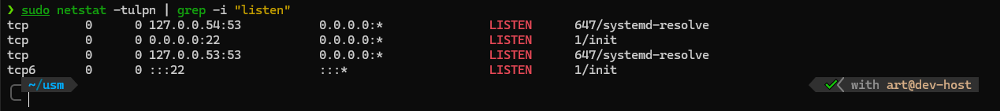 ❯ sudo netstat -tulpn | grep -i "listen"
tcp        0      0 127.0.0.54:53           0.0.0.0:*               LISTEN      647/systemd-resolve
tcp        0      0 0.0.0.0:22              0.0.0.0:*               LISTEN      1/init
tcp        0      0 127.0.0.53:53           0.0.0.0:*               LISTEN      647/systemd-resolve
tcp6       0      0 :::22                   :::*                    LISTEN      1/init
~/usm ✓ with art@dev-host